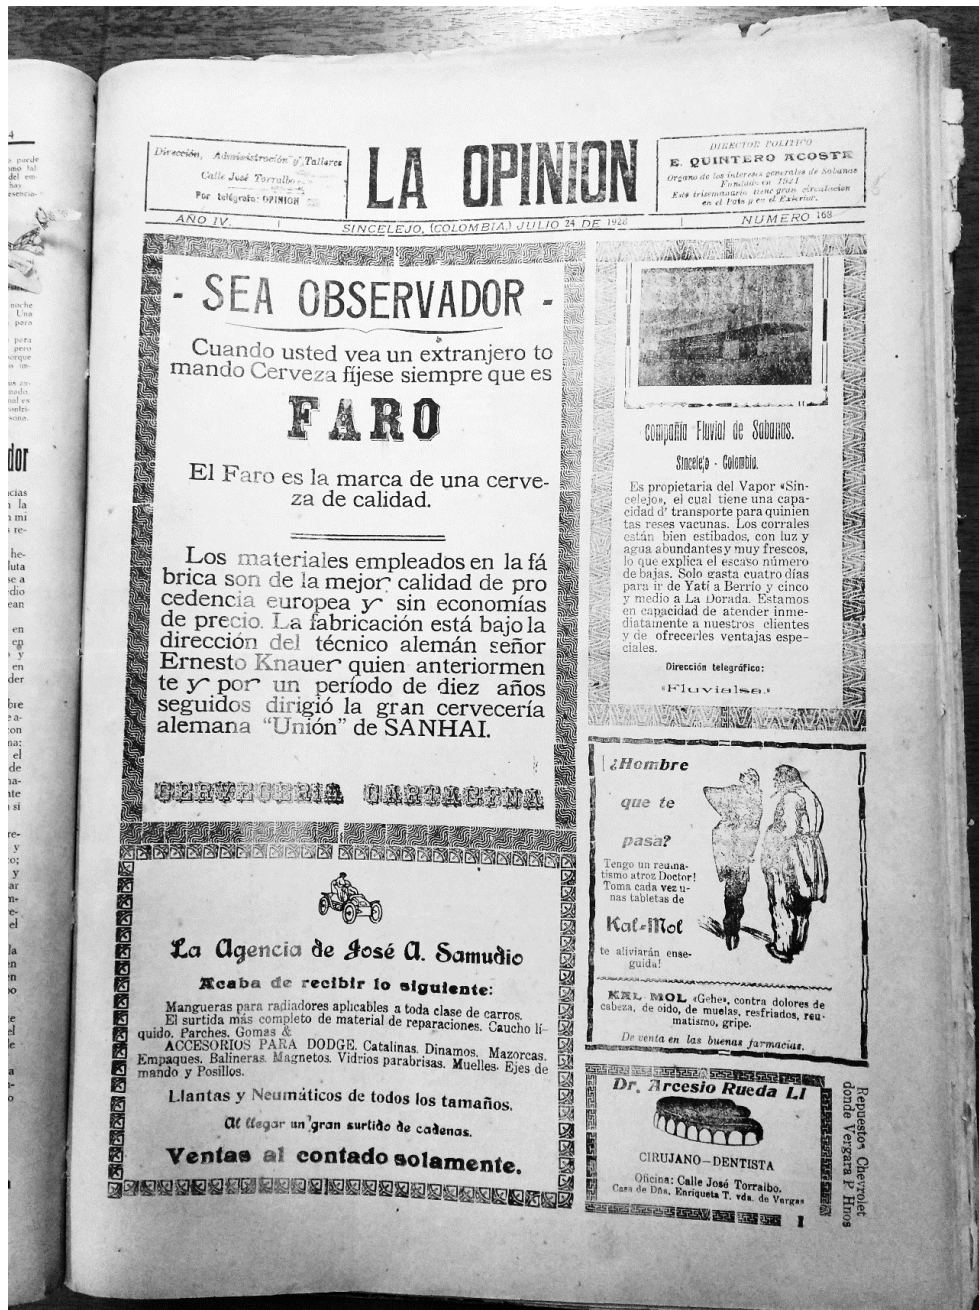 Dirección, Administración y Talleres
Calle José Torralbo
Por telégrafo: OPINION
LA OPINION
DIRECTOR POLITICO
E. QUINTERO ACOSTA
Organo de los intereses generales de Sabanas
Fundado en 1921
Este trisemanario tiene gran circulacion
en el País y en el Exterior.
AÑO IV.
SINCELEJO, (COLOMBIA,) JULIO 24 DE 1928
NUMERO 168
- SEA OBSERVADOR -
Cuando usted vea un extranjero to
mando Cerveza fíjese siempre que es
FARO
El Faro es la marca de una cerve-
za de calidad.
Los materiales empleados en la fá
brica son de la mejor calidad de pro
cedencia europea y sin economías
de precio. La fabricación está bajo la
dirección del técnico alemán señor
Ernesto Knauer quien anteriormen
te y por un período de diez años
seguidos dirigió la gran cervecería
alemana "Unión" de SANHAI.
CERVECERIA CARTAGENA
La Agencia de José A. Samudio
Acaba de recibir lo siguiente:
Mangueras para radiadores aplicables a toda clase de carros.
El surtida más completo de material de reparaciones. Caucho lí-
quido. Parches. Gomas &
ACCESORIOS PARA DODGE. Catalinas. Dinamos. Mazorcas.
Empaques. Balineras. Magnetos. Vidrios parabrisas. Muelles. Ejes de
mando y Posillos.
Llantas y Neumáticos de todos los tamaños.
Al llegar un gran surtido de cadenas.
Ventas al contado solamente.
Compañía Fluvial de Sabanas.
Sincelejo - Colombia.
Es propietaria del Vapor «Sin-
celejo», el cual tiene una capa-
cidad d' transporte para quinien
tas reses vacunas. Los corrales
están bien estibados, con luz y
agua abundantes y muy frescos,
lo que explica el escaso número
de bajas. Solo gasta cuatro días
para ir de Yatí a Berrío y cinco
y medio a La Dorada. Estamos
en capacidad de atender inme-
diatamente a nuestros clientes
y de ofrecerles ventajas espe-
ciales.
Dirección telegráfica:
«Fluvialsa.»
¿Hombre
que te
pasa?
Tengo un reuma-
tismo atroz Doctor!
Toma cada vez u-
nas tabletas de
Kal-Mol
te aliviarán ense-
guida!
KAL MOL «Gehe», contra dolores de
cabeza, de oido, de muelas, resfriados, reu-
matismo, gripe.
De venta en las buenas farmacias.
Dr. Arcesio Rueda Ll
CIRUJANO-DENTISTA
Oficina: Calle José Torralbo.
Casa de Dña. Enriqueta T. vda. de Vargas
Repuestos Chevrolet
donde Vergara P. Hnos